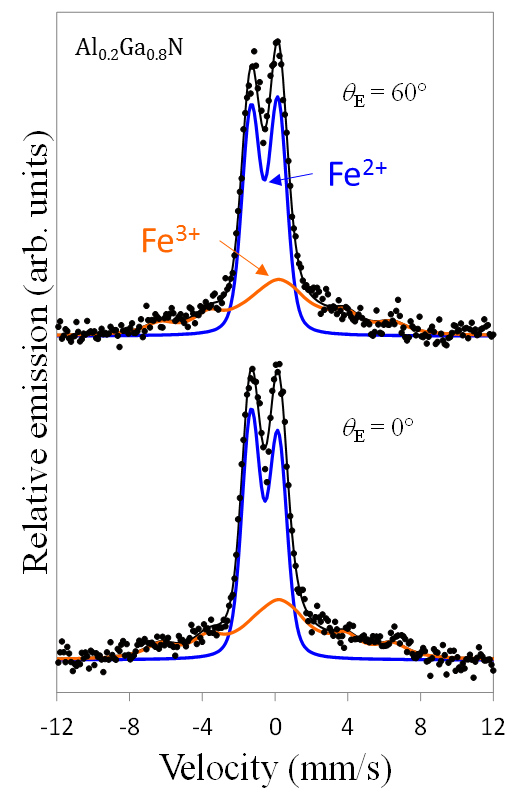 Al₀.₂Ga₀.₈N
θE = 60°
Fe²⁺
Fe³⁺
θE = 0°
Relative emission (arb. units)
-12 -8 -4 0 4 8 12
Velocity (mm/s)